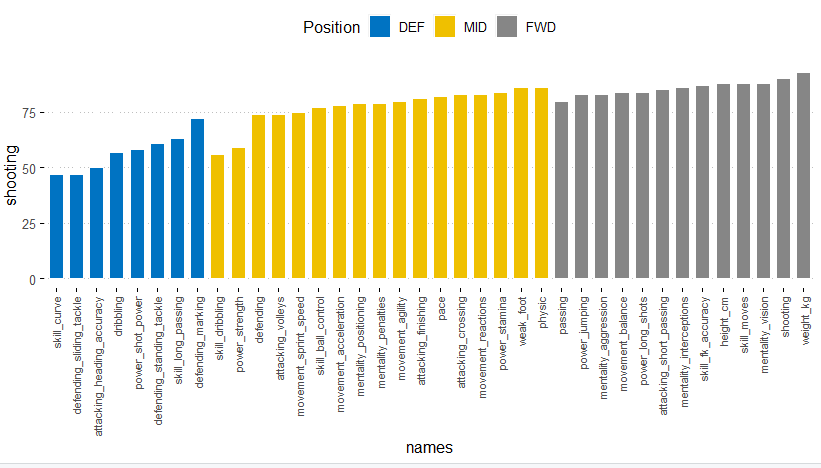 Position DEF MID FWD
shooting
75
50
25
0
skill_curve
defending_sliding_tackle
attacking_heading_accuracy
dribbling
power_shot_power
defending_standing_tackle
skill_long_passing
defending_marking
skill_dribbling
power_strength
defending
attacking_volleys
movement_sprint_speed
skill_ball_control
movement_acceleration
mentality_positioning
mentality_penalties
movement_agility
attacking_finishing
pace
attacking_crossing
movement_reactions
power_stamina
weak_foot
physic
passing
power_jumping
mentality_aggression
movement_balance
power_long_shots
attacking_short_passing
mentality_interceptions
skill_fk_accuracy
height_cm
skill_moves
mentality_vision
shooting
weight_kg
names